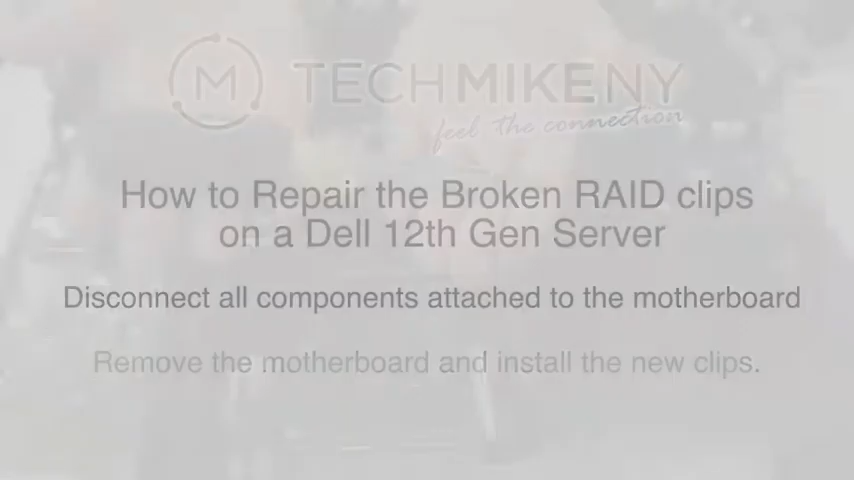 M TECHMIKENY
feel the connection
How to Repair the Broken RAID clips
on a Dell 12th Gen Server
Disconnect all components attached to the motherboard
Remove the motherboard and install the new clips.